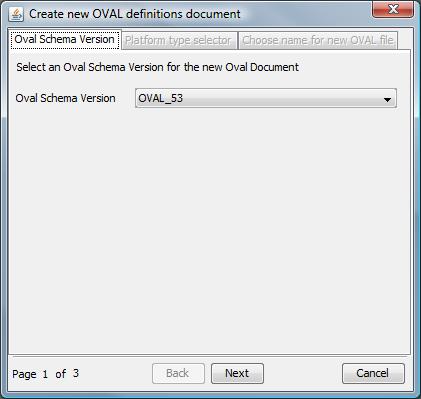 Create new OVAL definitions document
Oval Schema Version Platform type selector Choose name for new OVAL file
Select an Oval Schema Version for the new Oval Document
Oval Schema Version OVAL_53
Page 1 of 3 Back Next Cancel